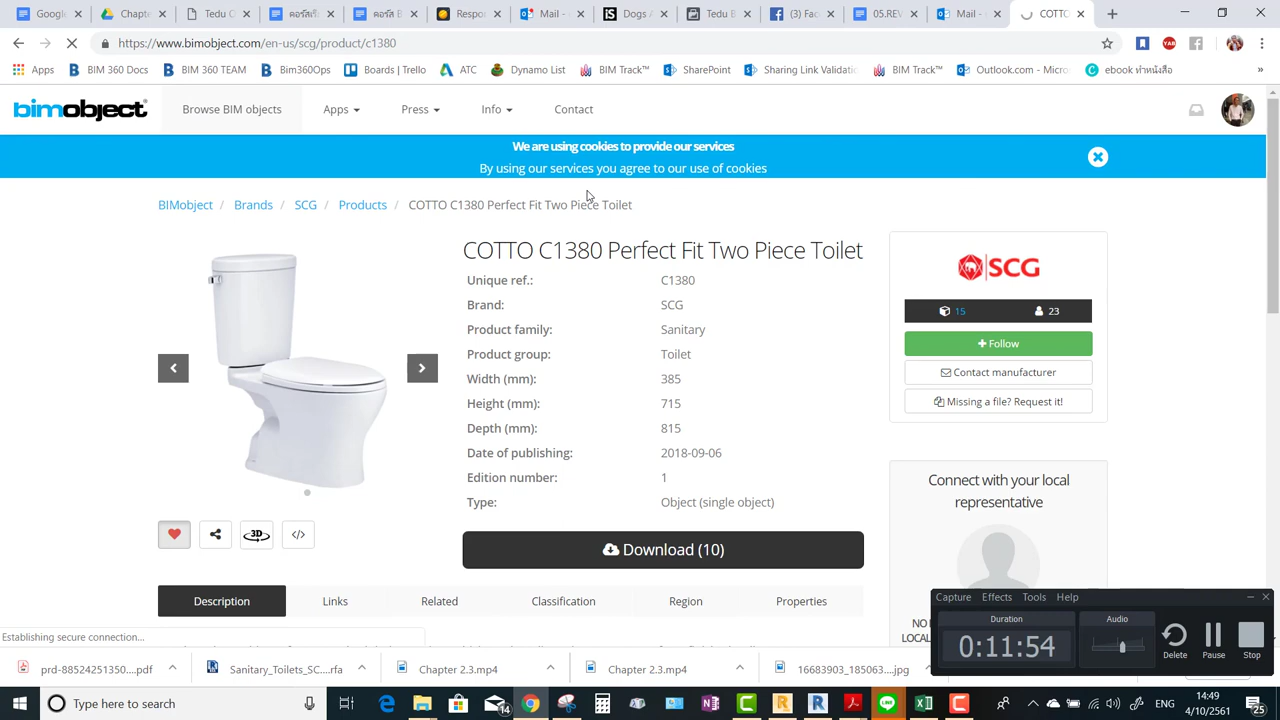 Google
Chapte
Respor
Mail -
Dogs A
Tedu B
(3) Fac
05.REV
Mail -
COTTO
https://www.bimobject.com/en-us/scg/product/c1380
Apps
BIM 360 Docs
BIM 360 TEAM
Bim360Ops
Boards | Trello
ATC
Dynamo List
BIM Track™
SharePoint
Sharing Link Validatio
BIM Track™
Outlook.com - Micro
ebook ทำหนังสือ
bimobject
Browse BIM objects
Apps
Press
Info
Contact
We are using cookies to provide our services
By using our services you agree to our use of cookies
BIMobject / Brands / SCG / Products / COTTO C1380 Perfect Fit Two Piece Toilet
COTTO C1380 Perfect Fit Two Piece Toilet
Unique ref.: C1380
Brand: SCG
Product family: Sanitary
Product group: Toilet
Width (mm): 385
Height (mm): 715
Depth (mm): 815
Date of publishing: 2018-09-06
Edition number: 1
Type: Object (single object)
Download (10)
SCG
15 23
+ Follow
Contact manufacturer
Missing a file? Request it!
Connect with your local
representative
3D
Description
Links
Related
Classification
Region
Properties
Establishing secure connection...
Capture Effects Tools Help
Duration
0:11:54
Audio
Delete
Pause
Stop
prd-88524251350....pdf
Sanitary_Toilets_SC....rfa
Chapter 2.3.mp4
Chapter 2.3.mp4
16683903_185063....jpg
Type here to search
14
ENG
14:49
4/10/2561
25